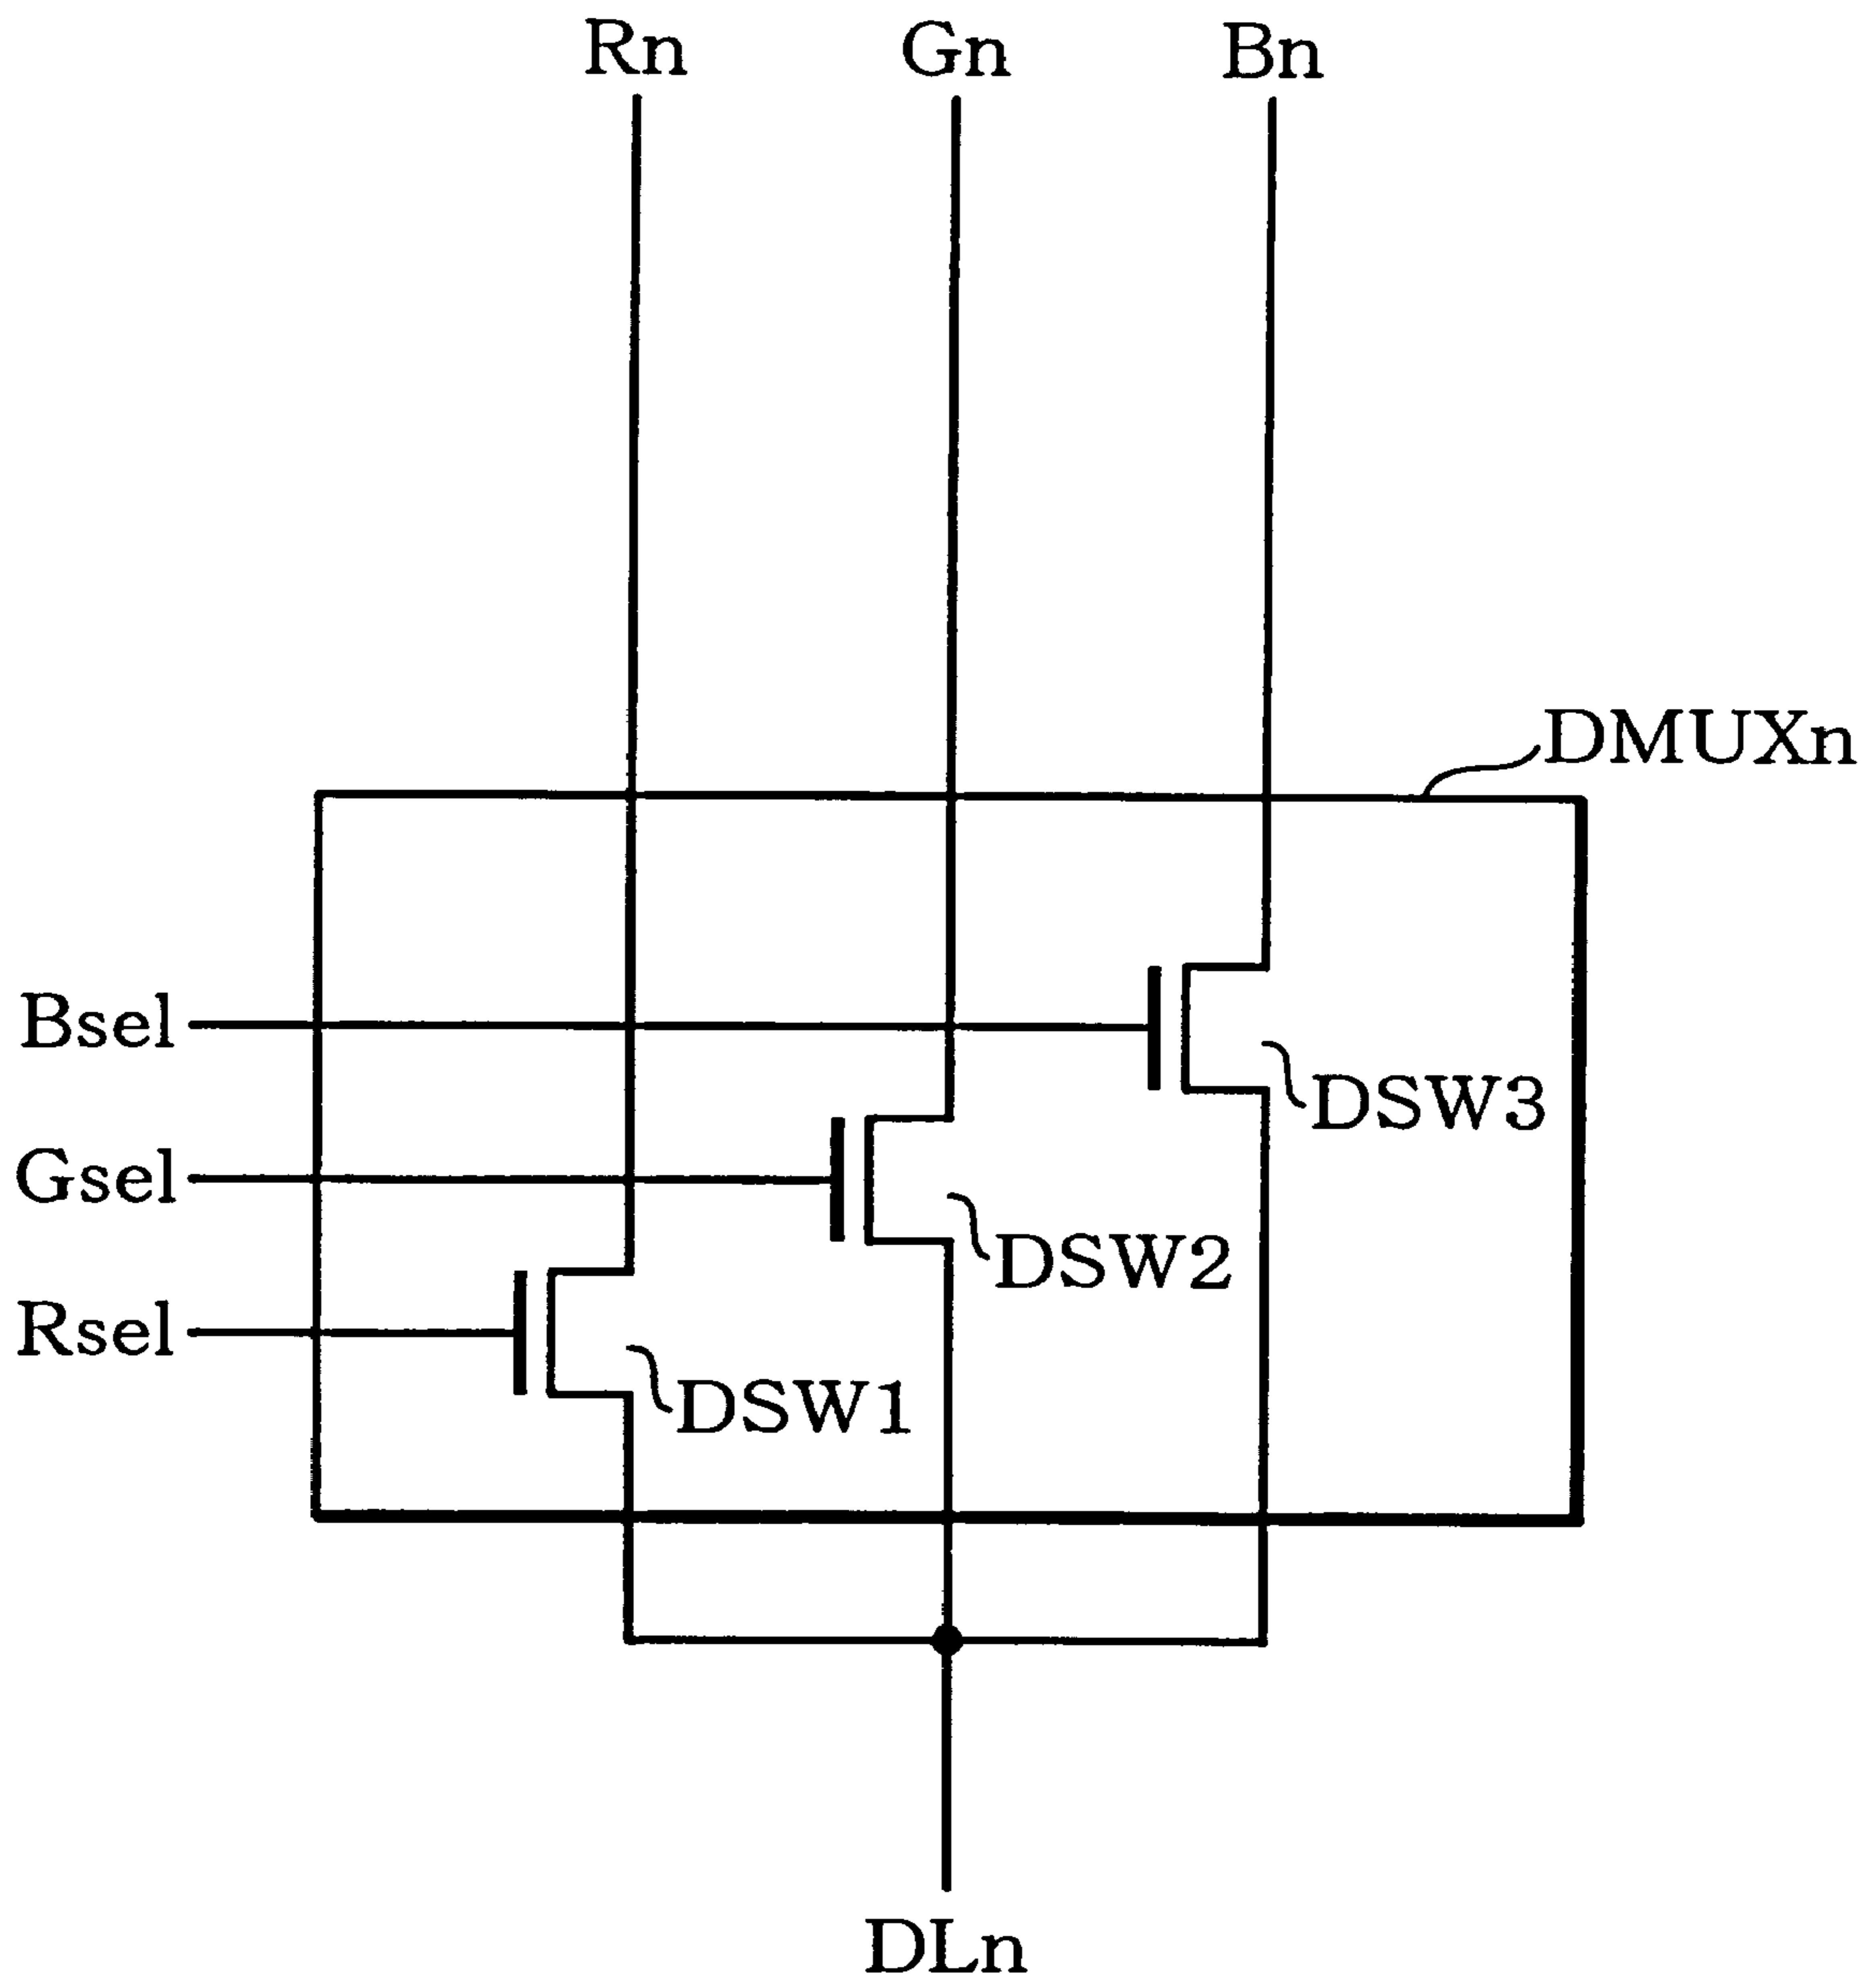 Rn Gn Bn
DMUXn
Bsel
DSW3
Gsel
DSW2
Rsel
DSW1
DLn